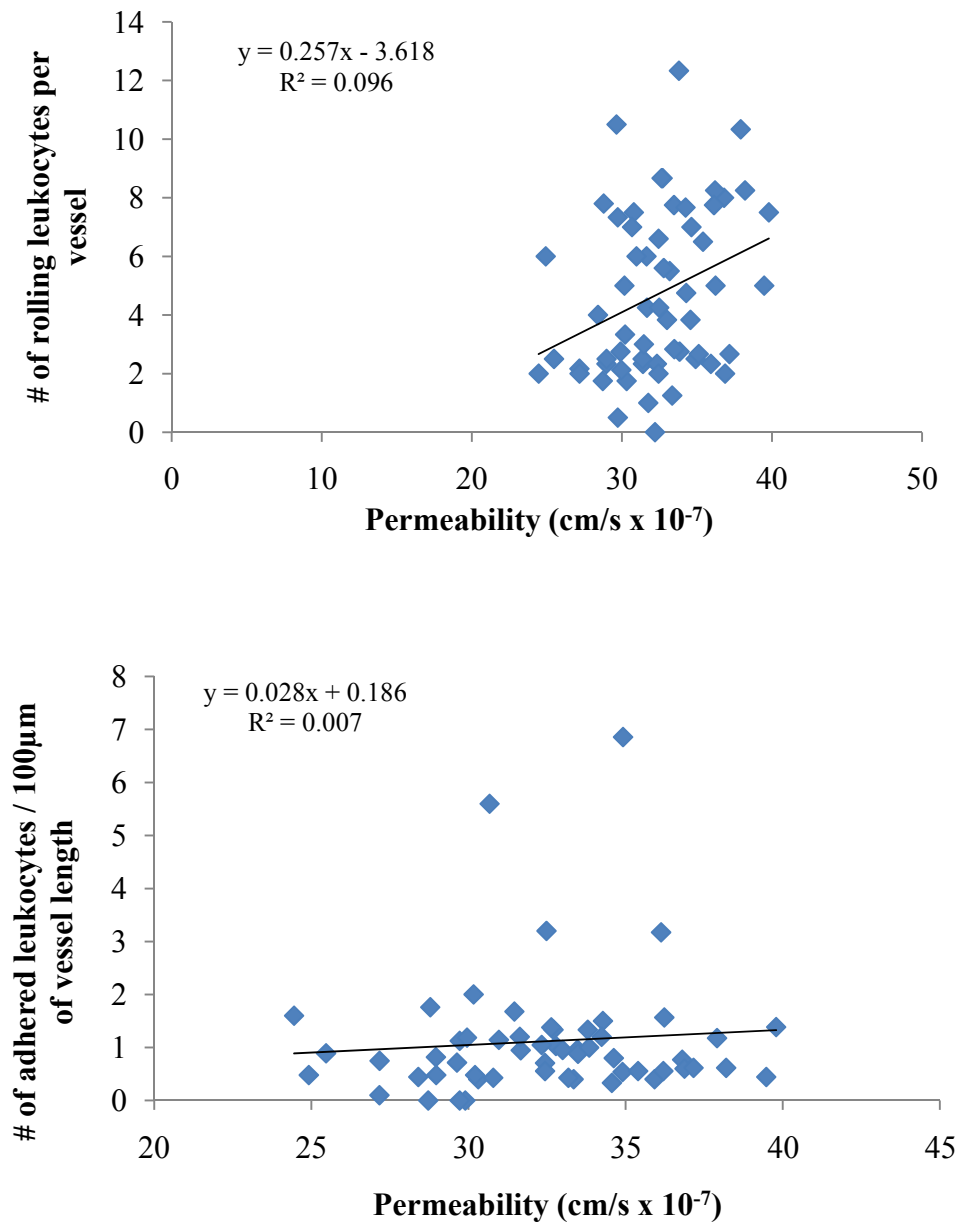 14
y = 0.257x - 3.618
R² = 0.096
12
10
8
6
4
2
0
# of rolling leukocytes per
vessel
0 10 20 30 40 50
Permeability (cm/s x 10⁻⁷)
8
y = 0.028x + 0.186
R² = 0.007
7
6
5
4
3
2
1
0
# of adhered leukocytes / 100µm
of vessel length
20 25 30 35 40 45
Permeability (cm/s x 10⁻⁷)